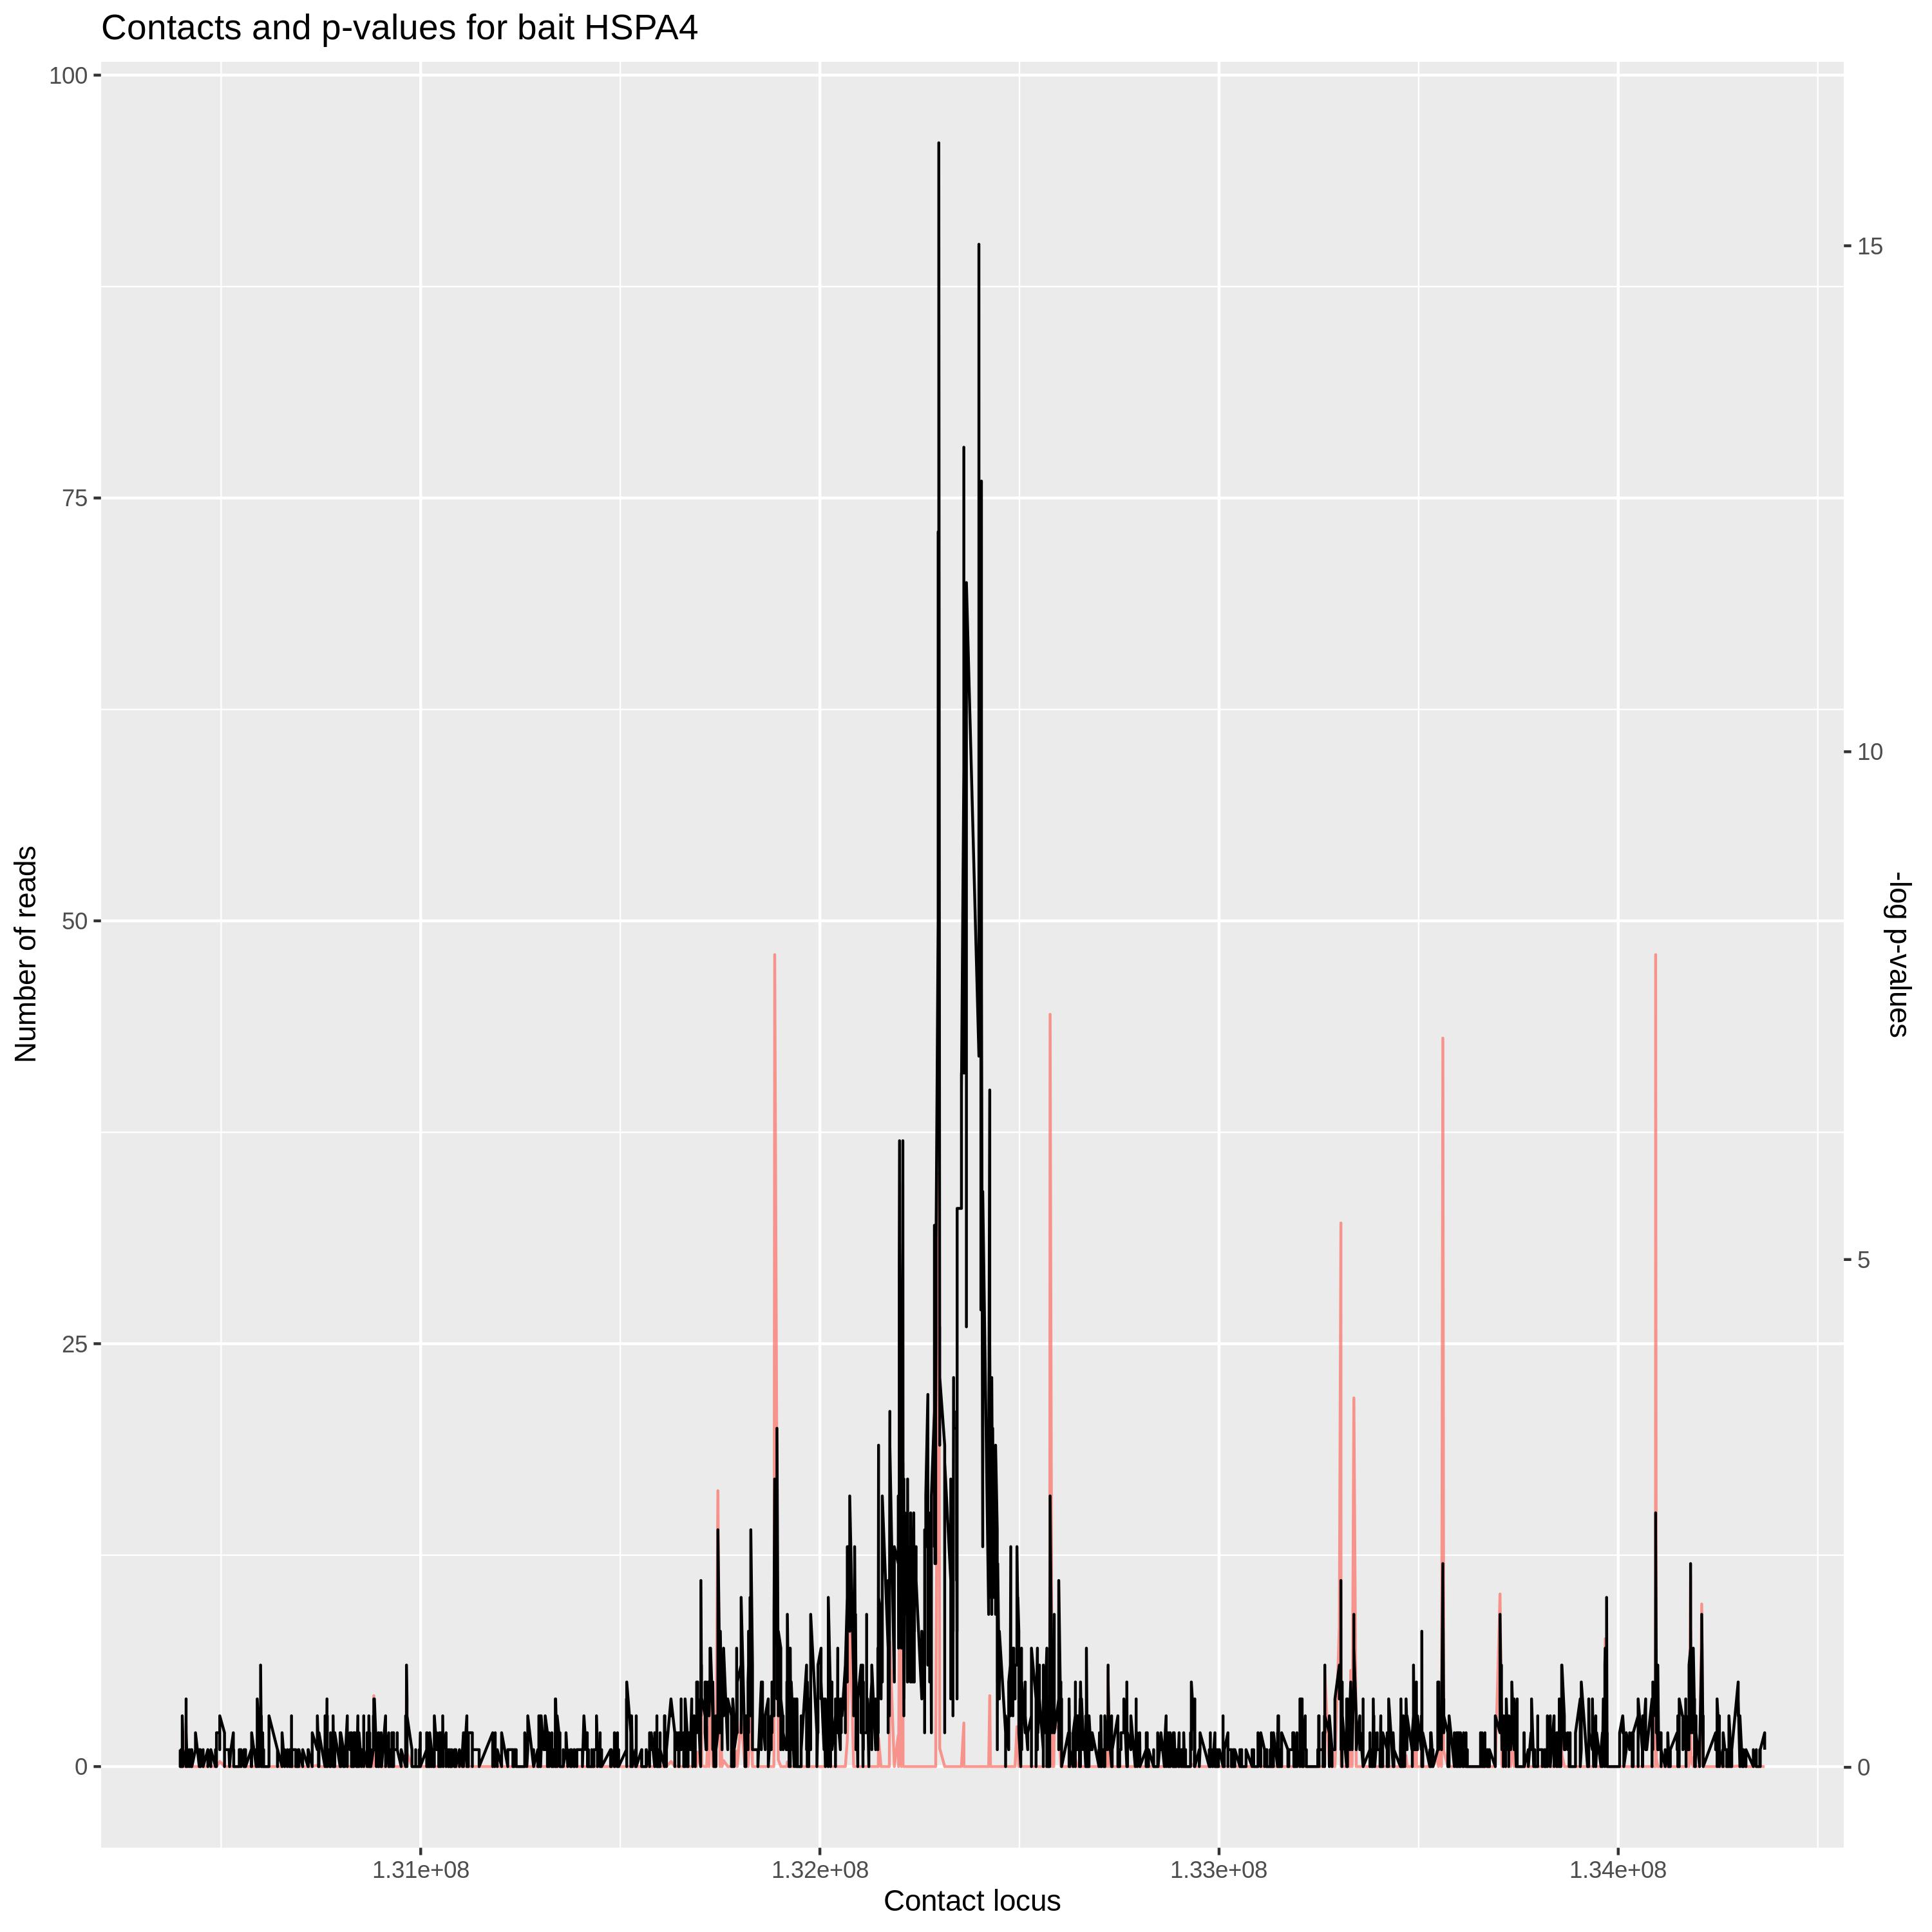 Contacts and p-values for bait HSPA4
100
75
50
25
0
Number of reads
15
10
5
0
-log p-values
1.31e+08
1.32e+08
1.33e+08
1.34e+08
Contact locus